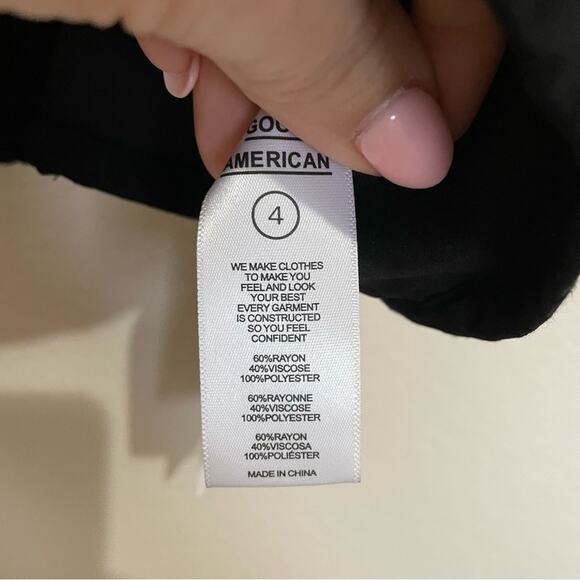 AMERICAN
4
WE MAKE CLOTHES
TO MAKE YOU
FEELAND LOOK
YOUR BEST
EVERY GARMENT
IS CONSTRUCTED
SO YOU FEEL
CONFIDENT
60%RAYON
40%VISCOSE
100%POLYESTER
60%RAYONNE
40%VISCOSE
100%POLYESTER
60%RAYON
40%VISCOSA
100%POLIÉSTER
MADE IN CHINA